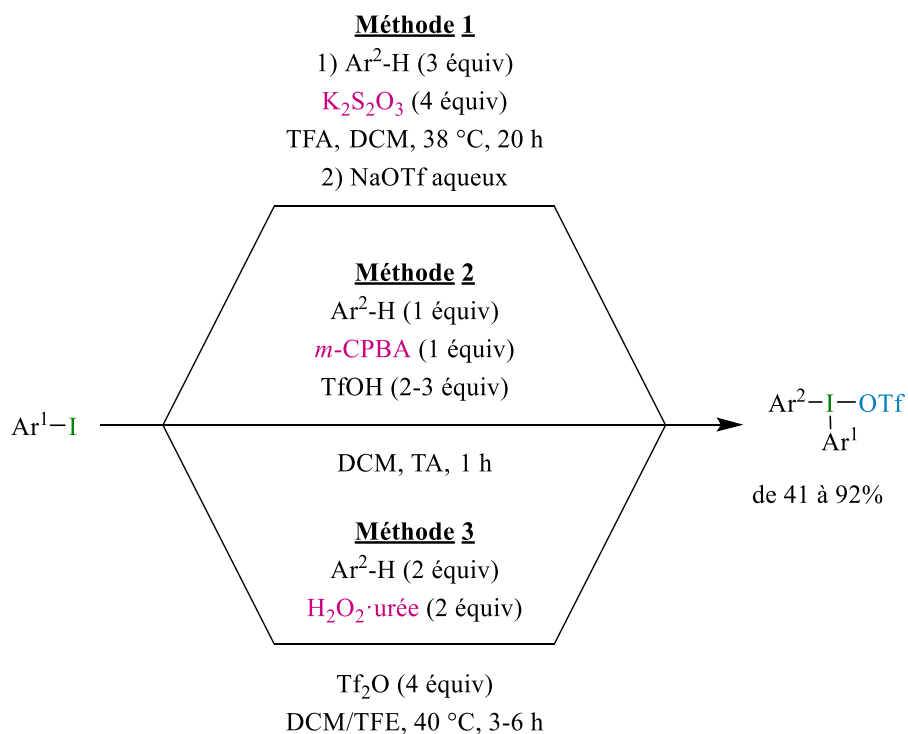 Méthode 1
1) Ar²-H (3 équiv)
K₂S₂O₃ (4 équiv)
TFA, DCM, 38 °C, 20 h
2) NaOTf aqueux
Méthode 2
Ar²-H (1 équiv)
m-CPBA (1 équiv)
TfOH (2-3 équiv)
Ar¹–I
Ar²–I–OTf
Ar¹
DCM, TA, 1 h
de 41 à 92%
Méthode 3
Ar²-H (2 équiv)
H₂O₂·urée (2 équiv)
Tf₂O (4 équiv)
DCM/TFE, 40 °C, 3-6 h